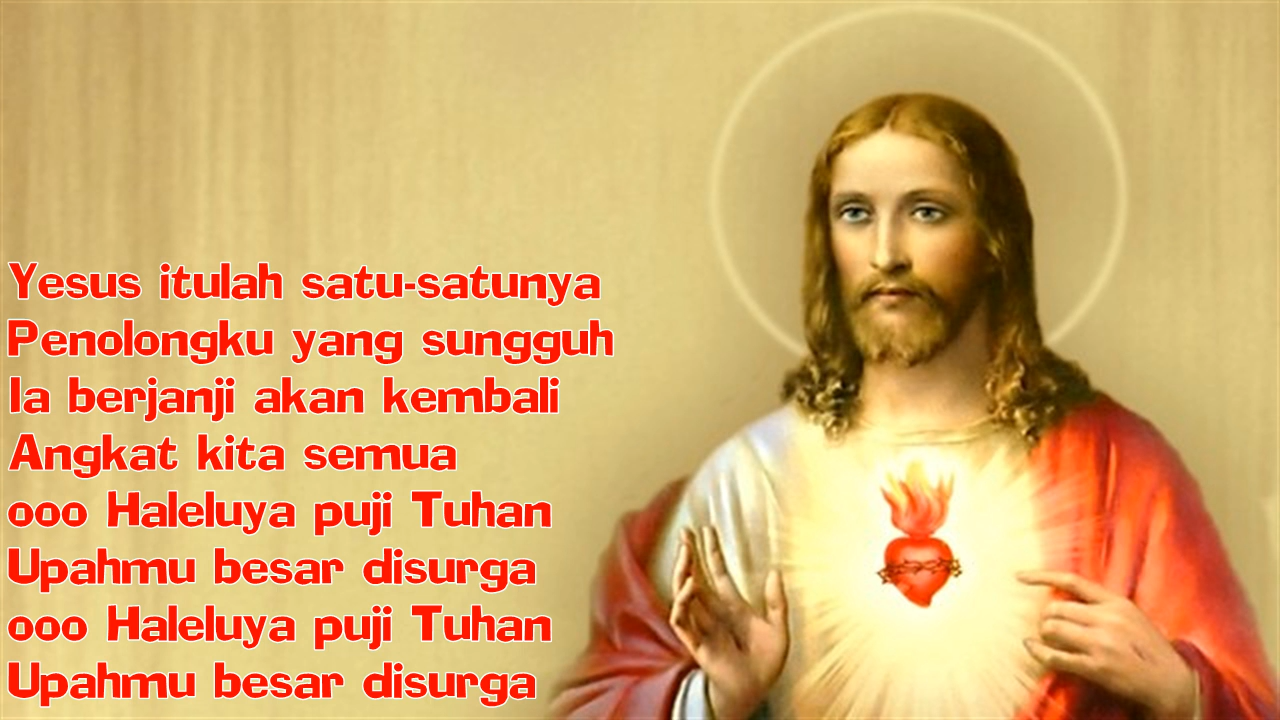 Yesus itulah satu-satunya
Penolongku yang sungguh
Ia berjanji akan kembali
Angkat kita semua
ooo Haleluya puji Tuhan
Upahmu besar disurga
ooo Haleluya puji Tuhan
Upahmu besar disurga